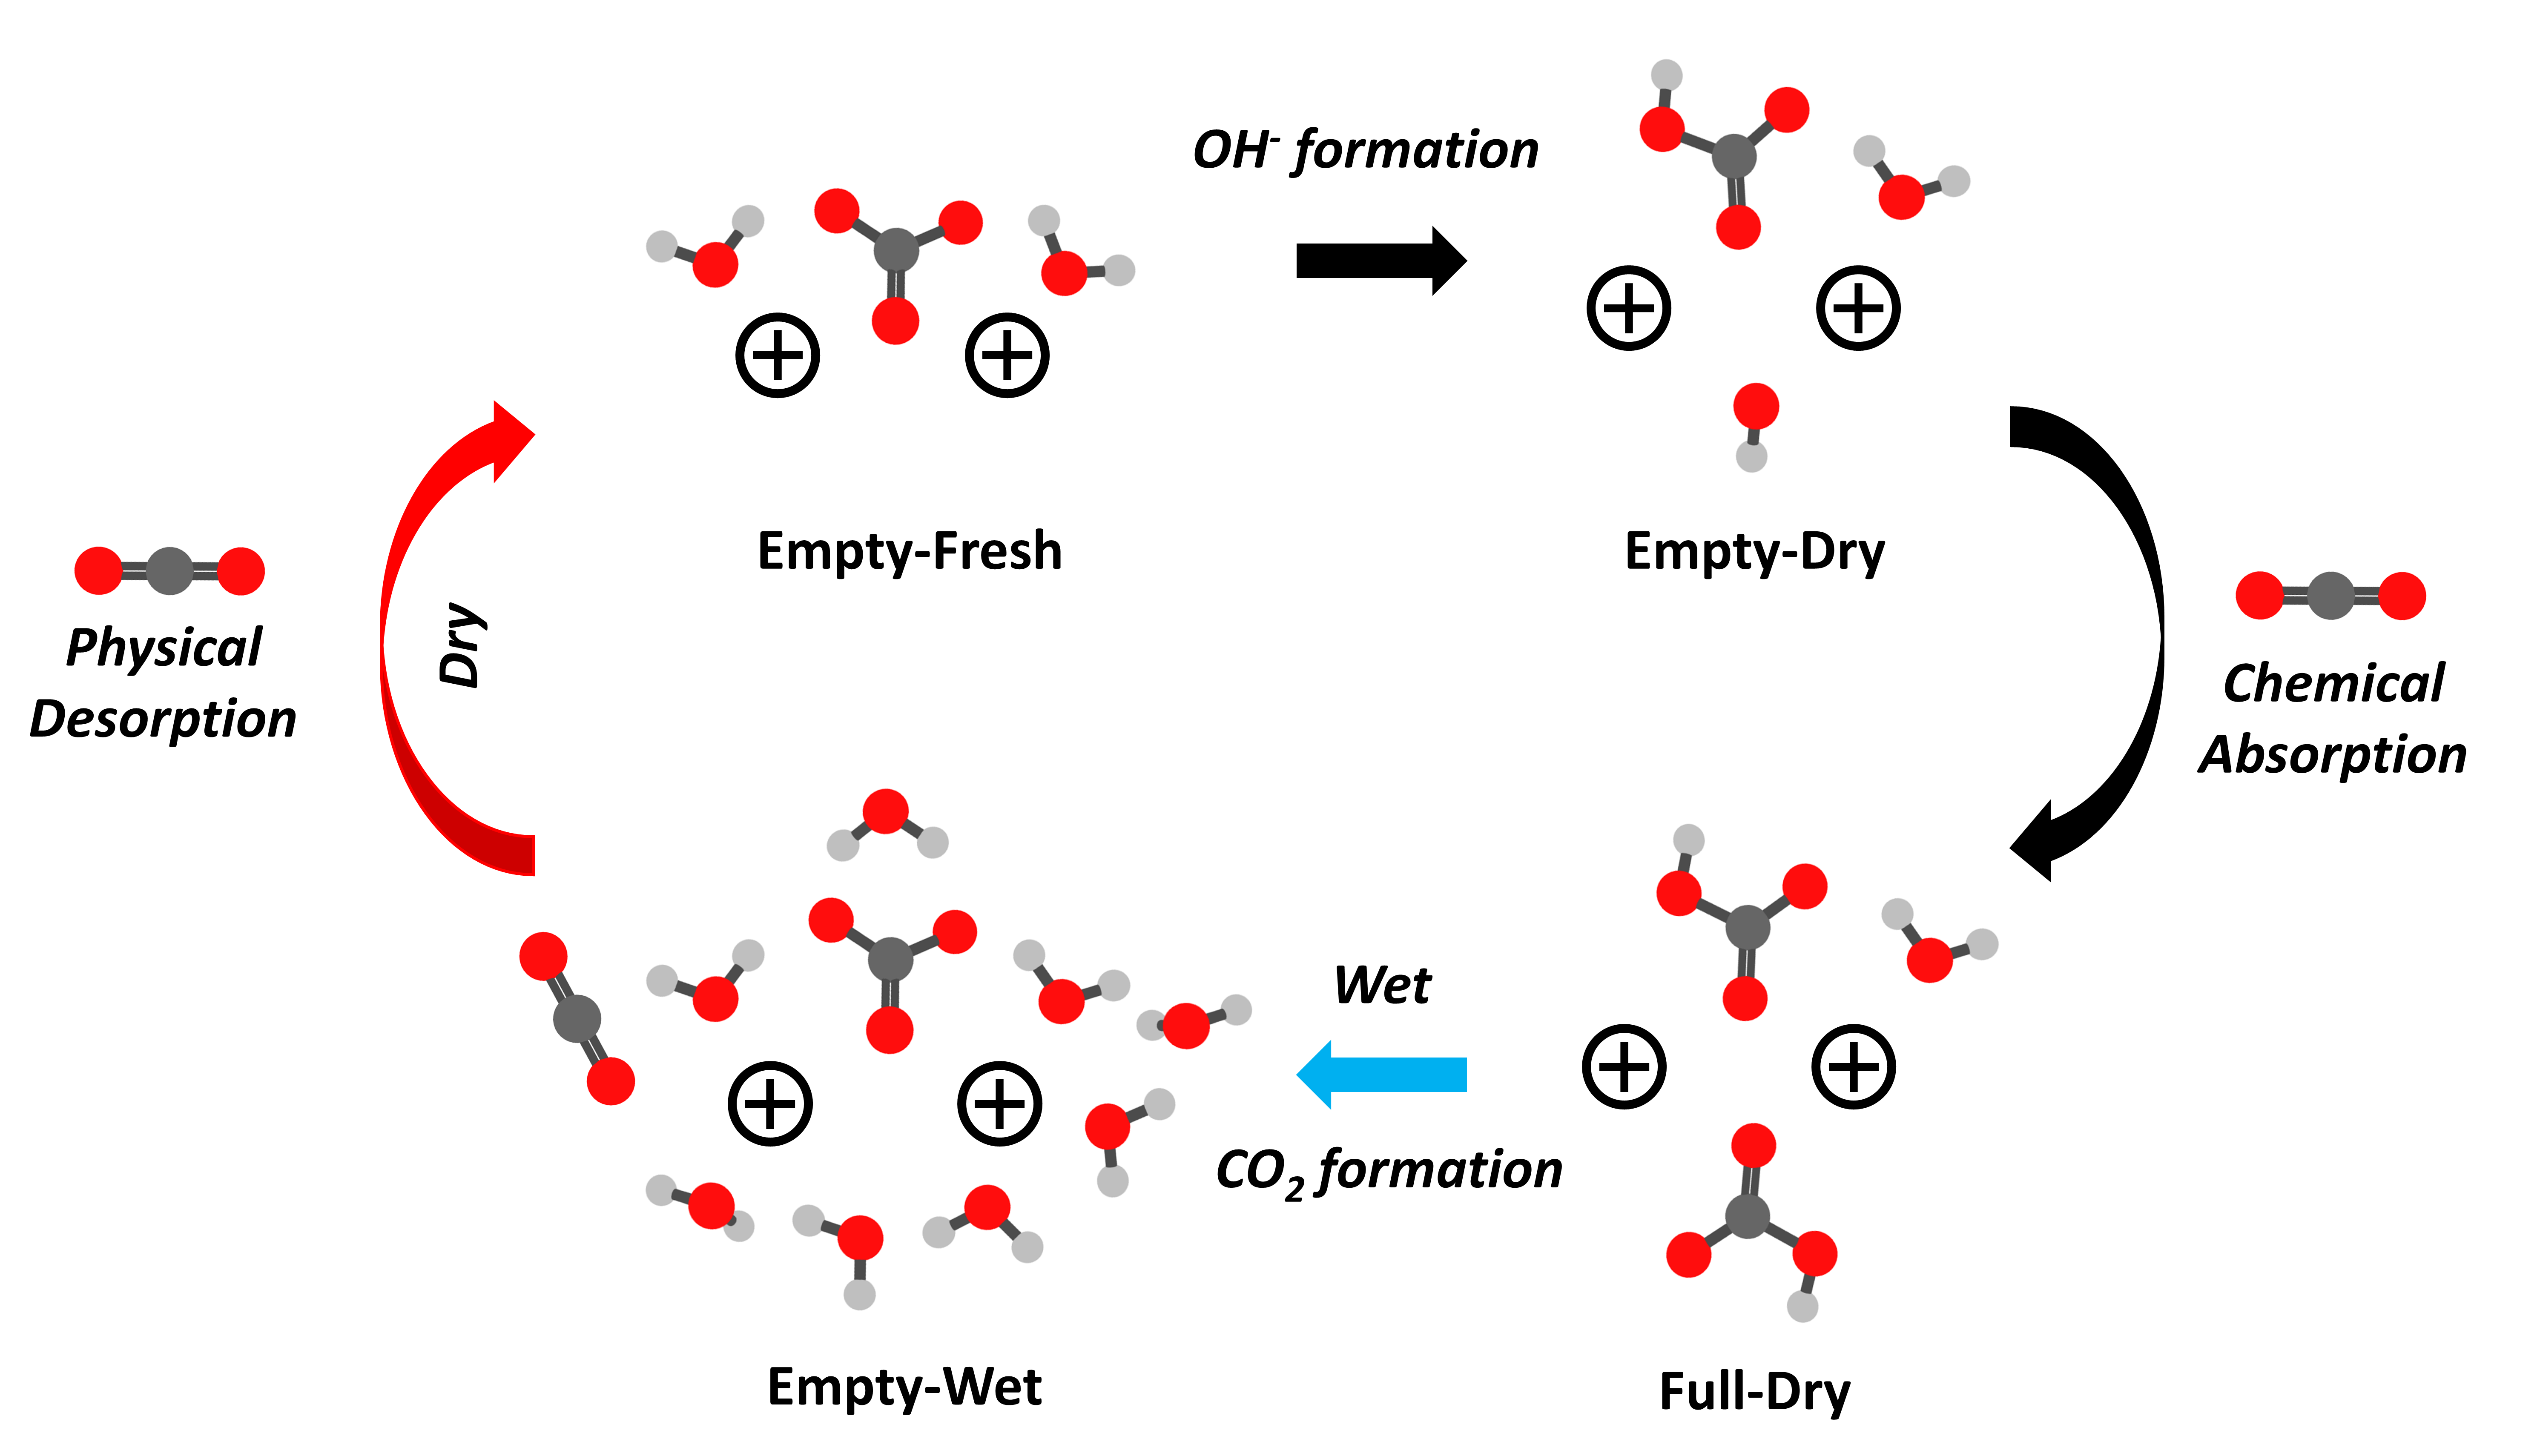 OH⁻ formation
Empty-Fresh
Empty-Dry
Dry
Physical
Desorption
Chemical
Absorption
Wet
CO₂ formation
Empty-Wet
Full-Dry